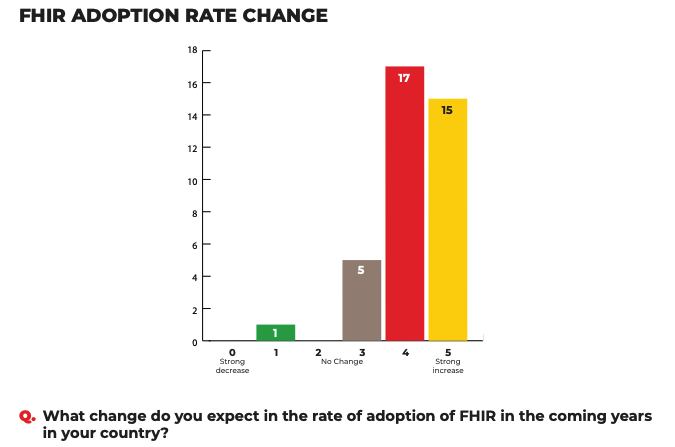 FHIR ADOPTION RATE CHANGE
18
16
14
12
10
8
6
4
2
0
1
5
17
15
0 1 2 3 4 5
Strong decrease No Change Strong increase
Q. What change do you expect in the rate of adoption of FHIR in the coming years
in your country?